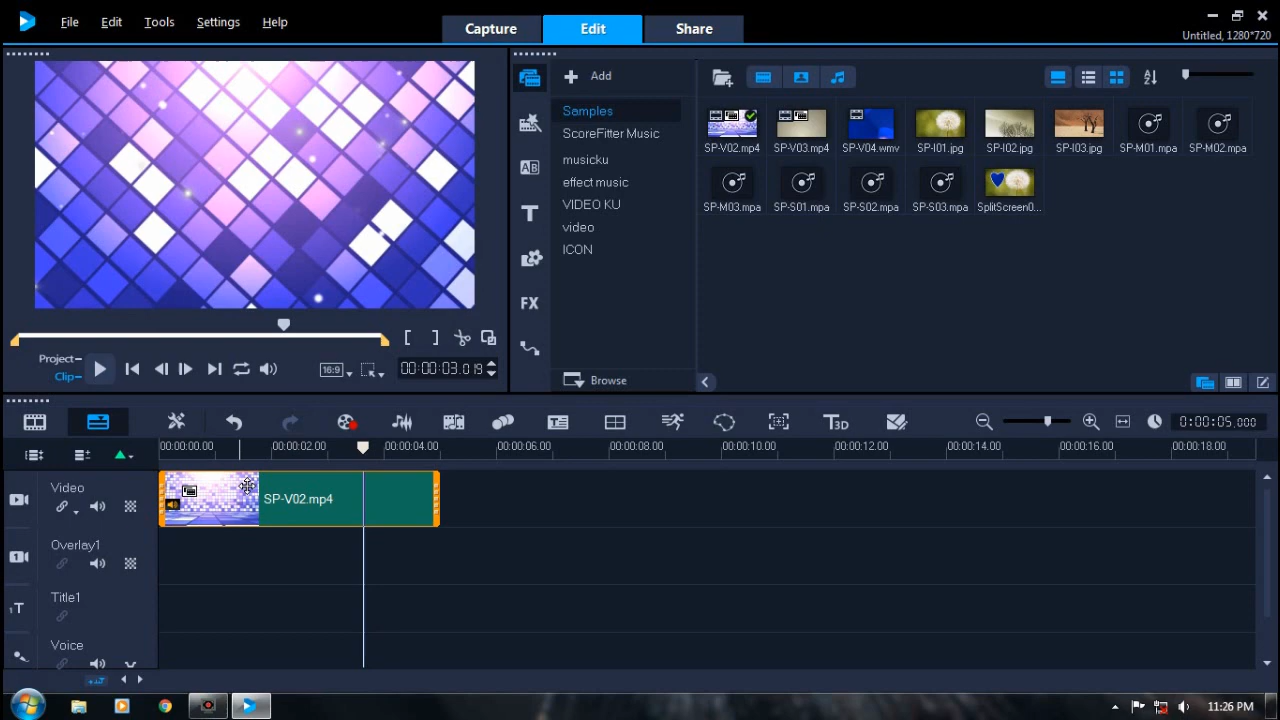 File Edit Tools Settings Help
Capture Edit Share
Untitled, 1280*720
Add
Samples
ScoreFitter Music
musicku
effect music
VIDEO KU
video
ICON
Browse
SP-V02.mp4 SP-V03.mp4 SP-V04.wmv SP-I01.jpg SP-I02.jpg SP-I03.jpg SP-M01.mpa SP-M02.mpa
SP-M03.mpa SP-S01.mpa SP-S02.mpa SP-S03.mpa SplitScreen0...
AB
T
FX
Project
Clip
16:9
00:00:03.019
T3D
0:00:05.000
00:00:00.00 00:00:02.00 00:00:04.00 00:00:06.00 00:00:08.00 00:00:10.00 00:00:12.00 00:00:14.00 00:00:16.00 00:00:18.00
Video
SP-V02.mp4
Overlay1
1
Title1
1T
Voice
11:26 PM